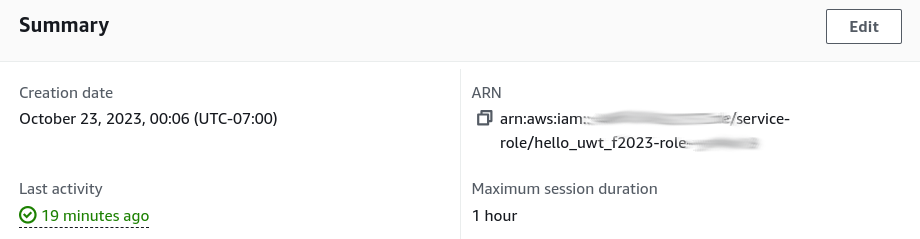 Summary
Edit
Creation date
October 23, 2023, 00:06 (UTC-07:00)
ARN
arn:aws:iam:: /service-
role/hello_uwt_f2023-role-
Last activity
19 minutes ago
Maximum session duration
1 hour